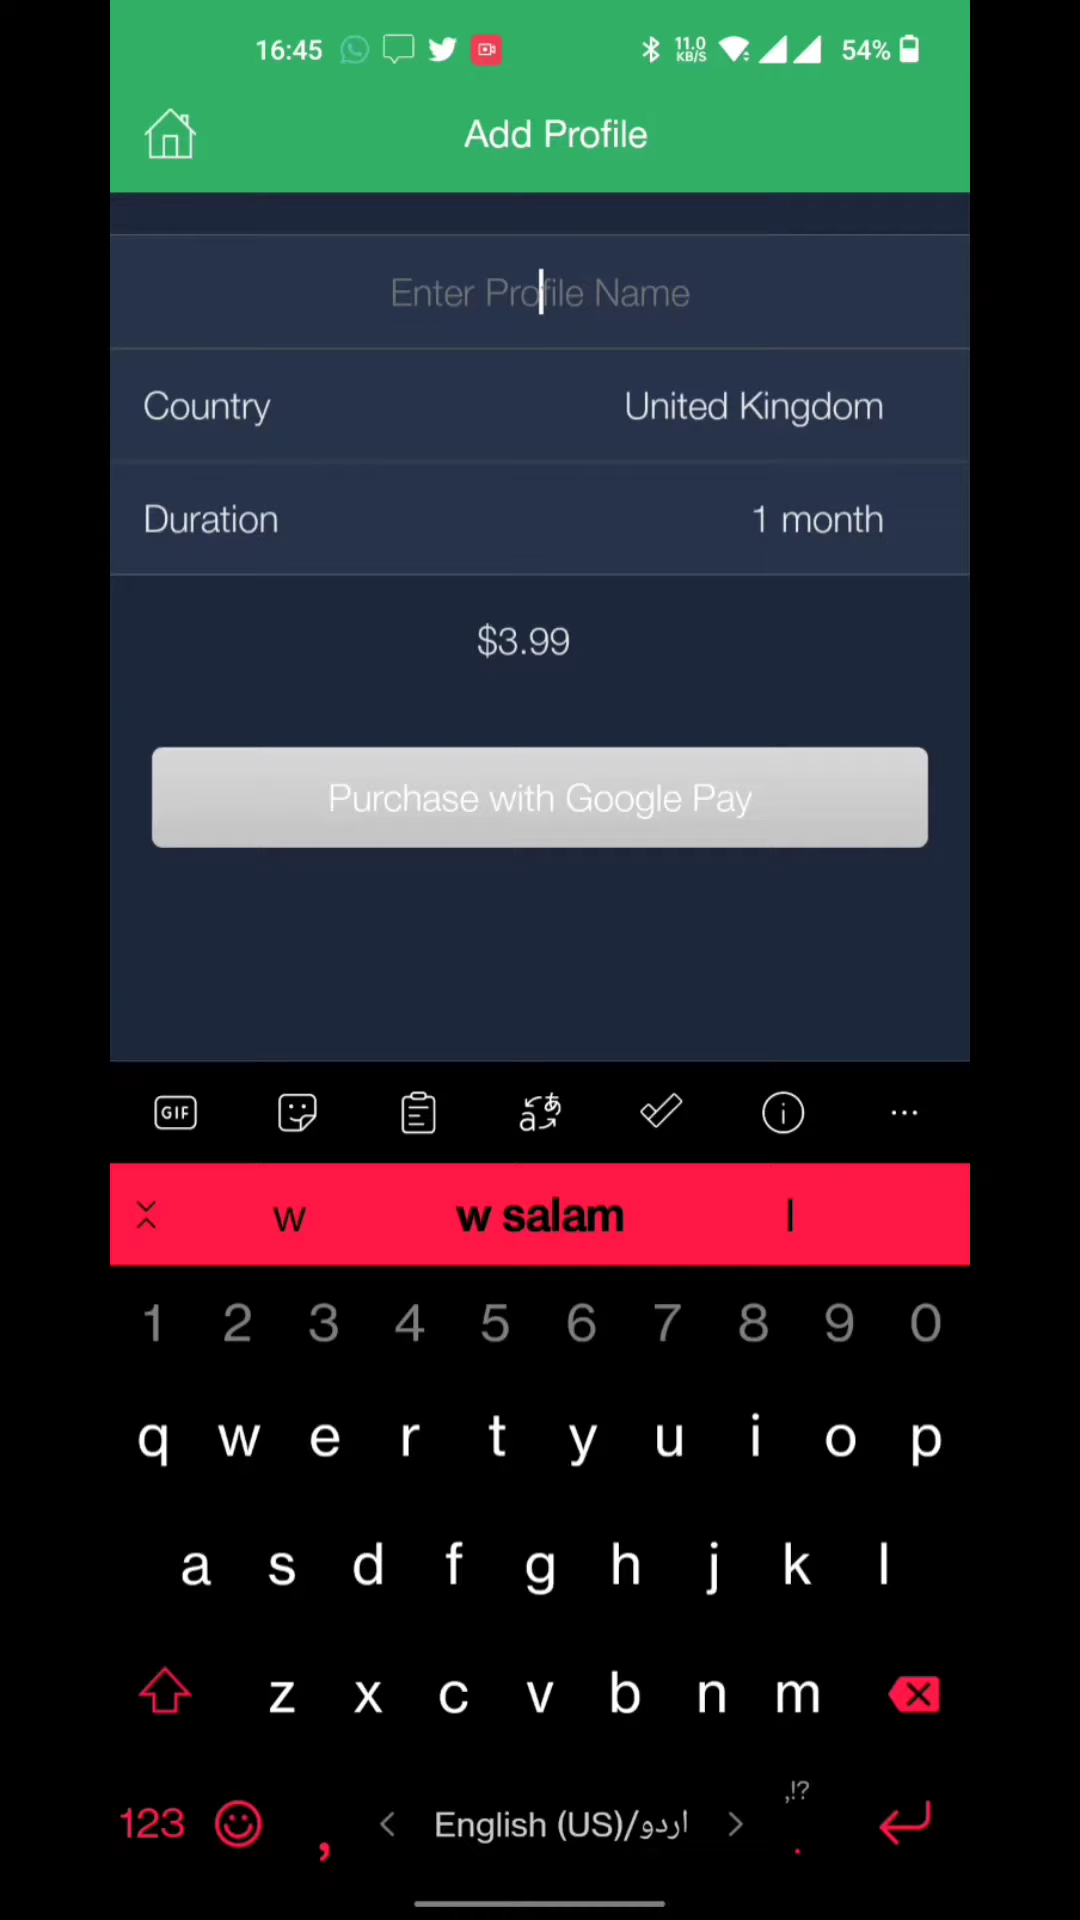 16:45 11.0 KB/S 54%
Add Profile
Enter Profile Name
Country United Kingdom
Duration 1 month
$3.99
Purchase with Google Pay
GIF aあ
w w salam I
1 2 3 4 5 6 7 8 9 0
q w e r t y u i o p
a s d f g h j k l
z x c v b n m
,!?
123 , < English (US)/اردو > .